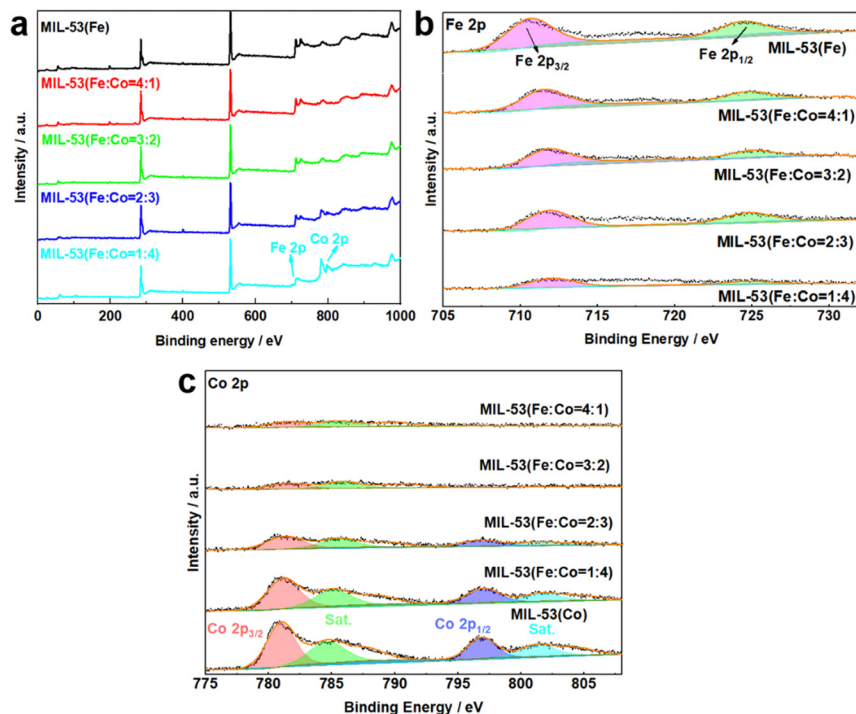 a
MIL-53(Fe)
MIL-53(Fe:Co=4:1)
MIL-53(Fe:Co=3:2)
MIL-53(Fe:Co=2:3)
MIL-53(Fe:Co=1:4)
Fe 2p
Co 2p
Intensity / a.u.
0 200 400 600 800 1000
Binding energy / eV
b
Fe 2p
Fe 2p3/2
Fe 2p1/2
MIL-53(Fe)
MIL-53(Fe:Co=4:1)
MIL-53(Fe:Co=3:2)
MIL-53(Fe:Co=2:3)
MIL-53(Fe:Co=1:4)
Intensity / a.u.
705 710 715 720 725 730
Binding Energy / eV
c
Co 2p
MIL-53(Fe:Co=4:1)
MIL-53(Fe:Co=3:2)
MIL-53(Fe:Co=2:3)
MIL-53(Fe:Co=1:4)
MIL-53(Co)
Co 2p3/2
Sat.
Co 2p1/2
Sat.
Intensity / a.u.
775 780 785 790 795 800 805
Binding Energy / eV